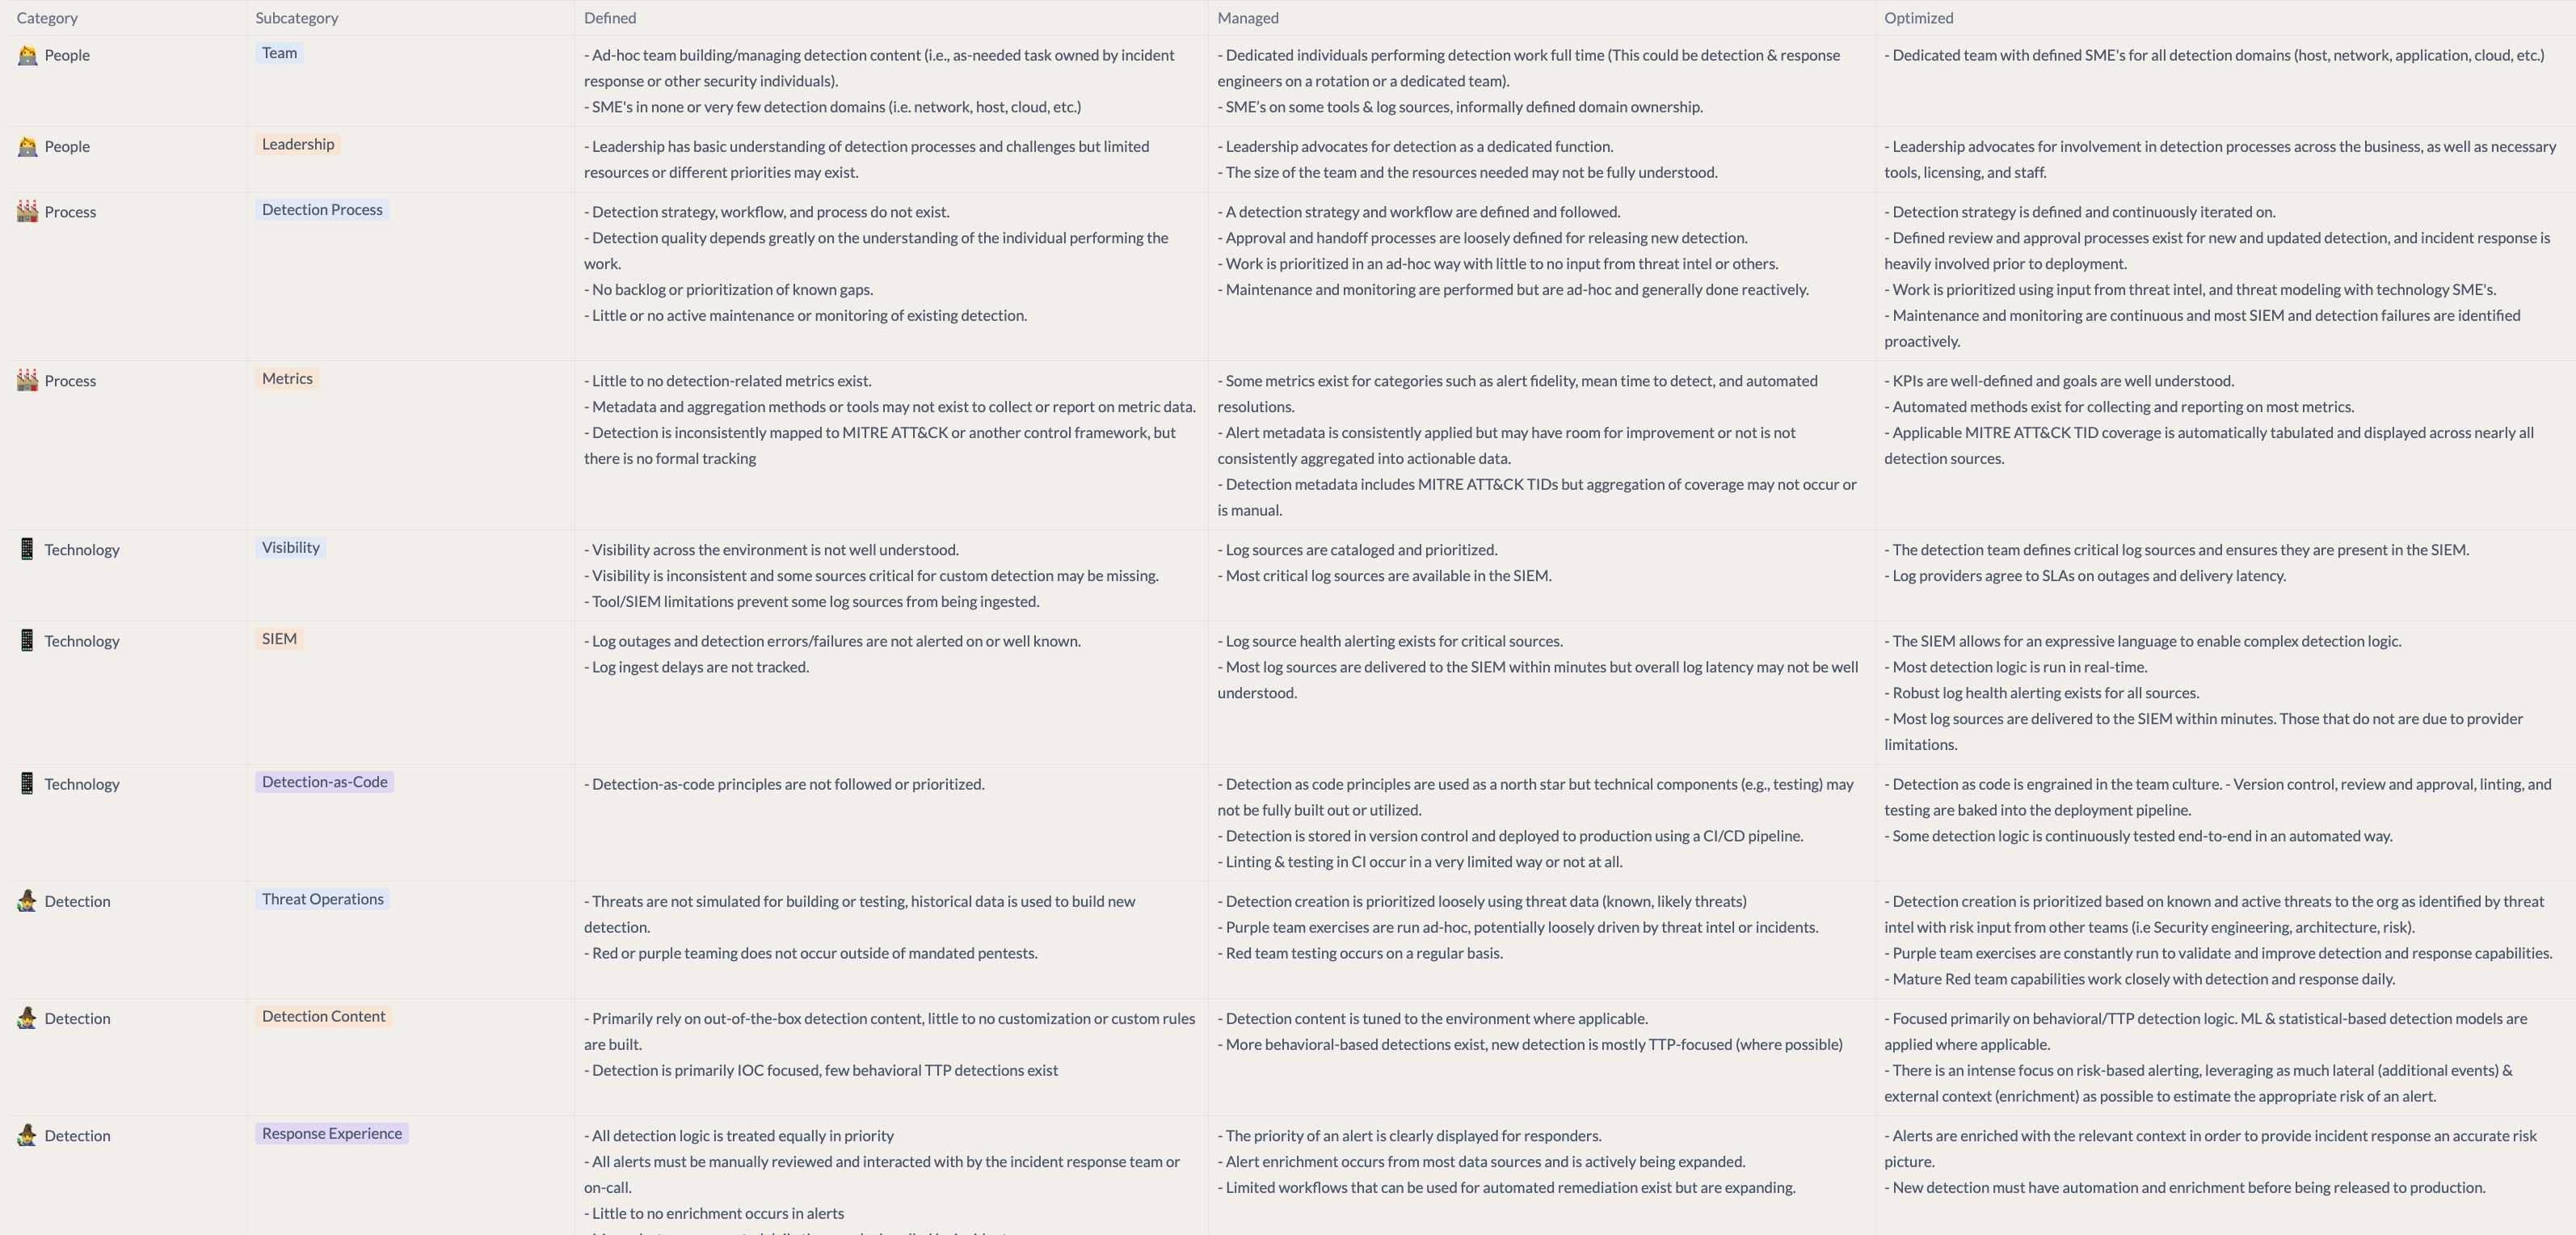 Category Subcategory Defined Managed Optimized
People
Team
- Ad-hoc team building/managing detection content (i.e., as-needed task owned by incident
response or other security individuals).
- SME's in none or very few detection domains (i.e. network, host, cloud, etc.)
- Dedicated individuals performing detection work full time (This could be detection & response
engineers on a rotation or a dedicated team).
- SME's on some tools & log sources, informally defined domain ownership.
- Dedicated team with defined SME's for all detection domains (host, network, application, cloud, etc.)
People
Leadership
- Leadership has basic understanding of detection processes and challenges but limited
resources or different priorities may exist.
- Leadership advocates for detection as a dedicated function.
- The size of the team and the resources needed may not be fully understood.
- Leadership advocates for involvement in detection processes across the business, as well as necessary
tools, licensing, and staff.
Process
Detection Process
- Detection strategy, workflow, and process do not exist.
- Detection quality depends greatly on the understanding of the individual performing the
work.
- No backlog or prioritization of known gaps.
- Little or no active maintenance or monitoring of existing detection.
- A detection strategy and workflow are defined and followed.
- Approval and handoff processes are loosely defined for releasing new detection.
- Work is prioritized in an ad-hoc way with little to no input from threat intel or others.
- Maintenance and monitoring are performed but are ad-hoc and generally done reactively.
- Detection strategy is defined and continuously iterated on.
- Defined review and approval processes exist for new and updated detection, and incident response is
heavily involved prior to deployment.
- Work is prioritized using input from threat intel, and threat modeling with technology SME's.
- Maintenance and monitoring are continuous and most SIEM and detection failures are identified
proactively.
Process
Metrics
- Little to no detection-related metrics exist.
- Metadata and aggregation methods or tools may not exist to collect or report on metric data.
- Detection is inconsistently mapped to MITRE ATT&CK or another control framework, but
there is no formal tracking
- Some metrics exist for categories such as alert fidelity, mean time to detect, and automated
resolutions.
- Alert metadata is consistently applied but may have room for improvement or not is not
consistently aggregated into actionable data.
- Detection metadata includes MITRE ATT&CK TIDs but aggregation of coverage may not occur or
is manual.
- KPIs are well-defined and goals are well understood.
- Automated methods exist for collecting and reporting on most metrics.
- Applicable MITRE ATT&CK TID coverage is automatically tabulated and displayed across nearly all
detection sources.
Technology
Visibility
- Visibility across the environment is not well understood.
- Visibility is inconsistent and some sources critical for custom detection may be missing.
- Tool/SIEM limitations prevent some log sources from being ingested.
- Log sources are cataloged and prioritized.
- Most critical log sources are available in the SIEM.
- The detection team defines critical log sources and ensures they are present in the SIEM.
- Log providers agree to SLAs on outages and delivery latency.
Technology
SIEM
- Log outages and detection errors/failures are not alerted on or well known.
- Log ingest delays are not tracked.
- Log source health alerting exists for critical sources.
- Most log sources are delivered to the SIEM within minutes but overall log latency may not be well
understood.
- The SIEM allows for an expressive language to enable complex detection logic.
- Most detection logic is run in real-time.
- Robust log health alerting exists for all sources.
- Most log sources are delivered to the SIEM within minutes. Those that do not are due to provider
limitations.
Technology
Detection-as-Code
- Detection-as-code principles are not followed or prioritized.
- Detection as code principles are used as a north star but technical components (e.g., testing) may
not be fully built out or utilized.
- Detection is stored in version control and deployed to production using a CI/CD pipeline.
- Linting & testing in CI occur in a very limited way or not at all.
- Detection as code is engrained in the team culture. - Version control, review and approval, linting, and
testing are baked into the deployment pipeline.
- Some detection logic is continuously tested end-to-end in an automated way.
Detection
Threat Operations
- Threats are not simulated for building or testing, historical data is used to build new
detection.
- Red or purple teaming does not occur outside of mandated pentests.
- Detection creation is prioritized loosely using threat data (known, likely threats)
- Purple team exercises are run ad-hoc, potentially loosely driven by threat intel or incidents.
- Red team testing occurs on a regular basis.
- Detection creation is prioritized based on known and active threats to the org as identified by threat
intel with risk input from other teams (i.e Security engineering, architecture, risk).
- Purple team exercises are constantly run to validate and improve detection and response capabilities.
- Mature Red team capabilities work closely with detection and response daily.
Detection
Detection Content
- Primarily rely on out-of-the-box detection content, little to no customization or custom rules
are built.
- Detection is primarily IOC focused, few behavioral TTP detections exist
- Detection content is tuned to the environment where applicable.
- More behavioral-based detections exist, new detection is mostly TTP-focused (where possible)
- Focused primarily on behavioral/TTP detection logic. ML & statistical-based detection models are
applied where applicable.
- There is an intense focus on risk-based alerting, leveraging as much lateral (additional events) &
external context (enrichment) as possible to estimate the appropriate risk of an alert.
Detection
Response Experience
- All detection logic is treated equally in priority
- All alerts must be manually reviewed and interacted with by the incident response team or
on-call.
- Little to no enrichment occurs in alerts
- The priority of an alert is clearly displayed for responders.
- Alert enrichment occurs from most data sources and is actively being expanded.
- Limited workflows that can be used for automated remediation exist but are expanding.
- Alerts are enriched with the relevant context in order to provide incident response an accurate risk
picture.
- New detection must have automation and enrichment before being released to production.